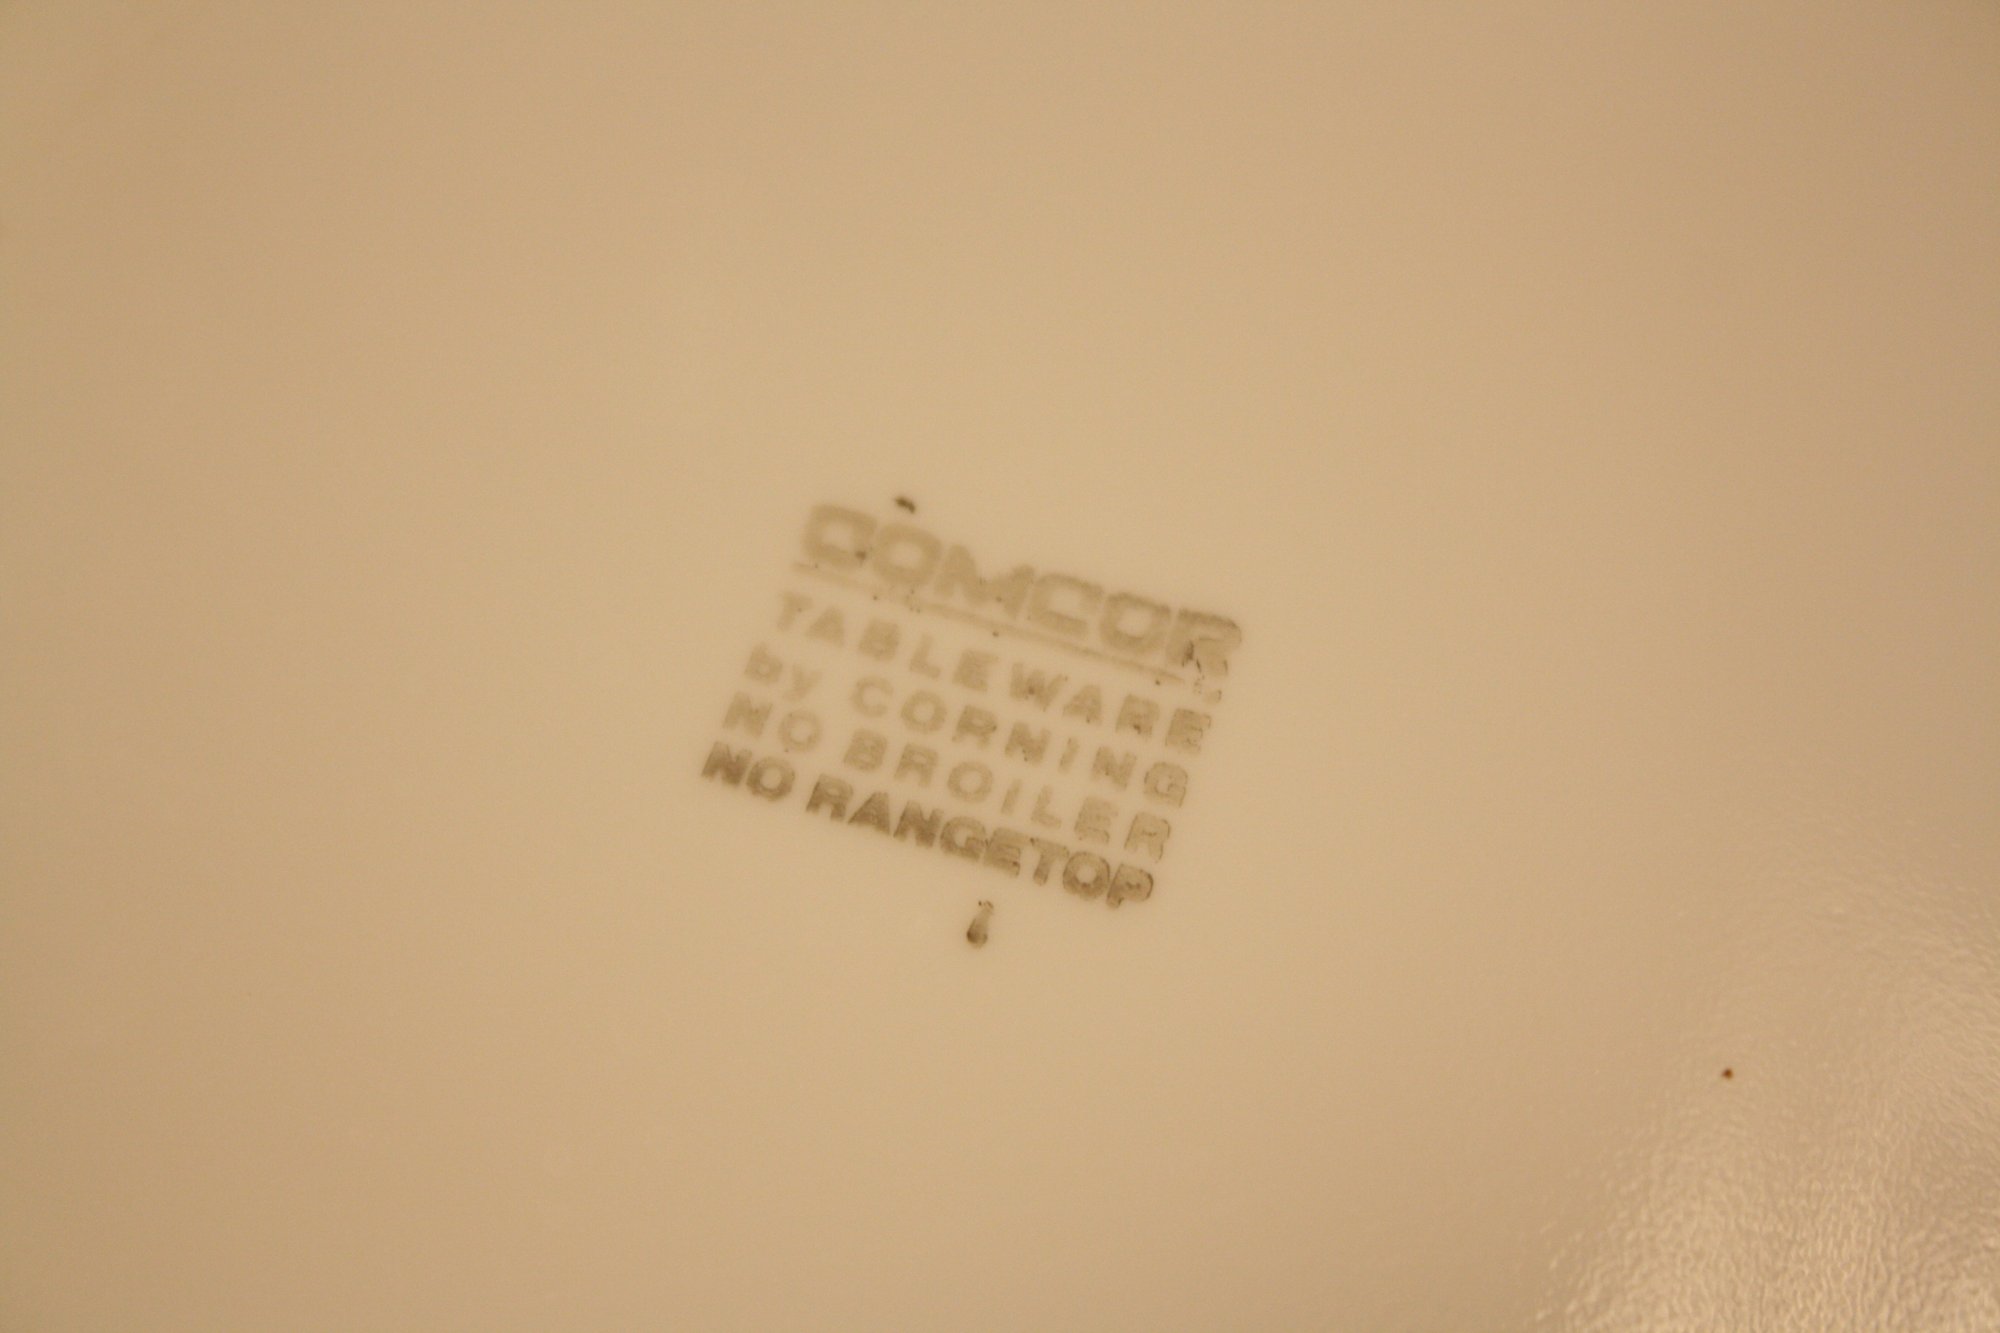 COMCOR
TABLEWARE
by CORNING
NO BROILER
NO RANGETOP